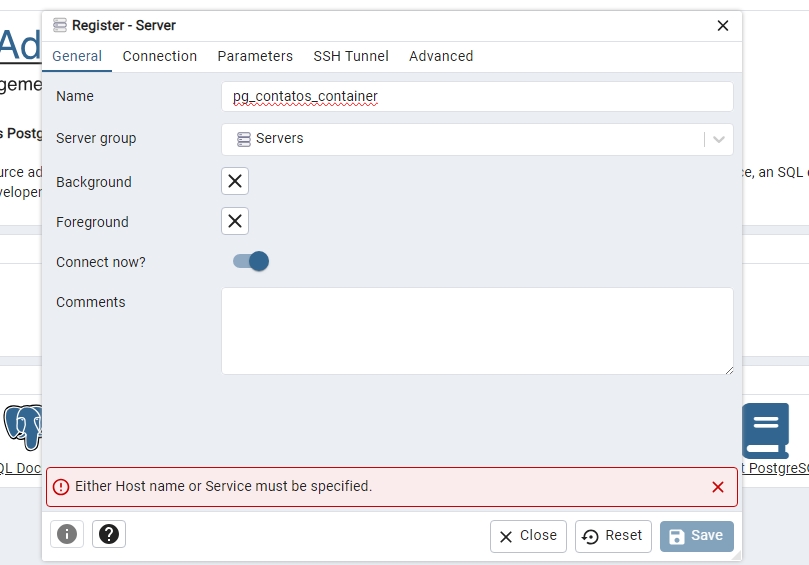 Register - Server
Ad
General Connection Parameters SSH Tunnel Advanced
geme
Name pg_contatos_container
s Postg
Server group Servers
urce ad
ce, an SQL
veloper
Background
Foreground
Connect now?
Comments
QL Doc
t PostgreS
Either Host name or Service must be specified.
Close Reset Save